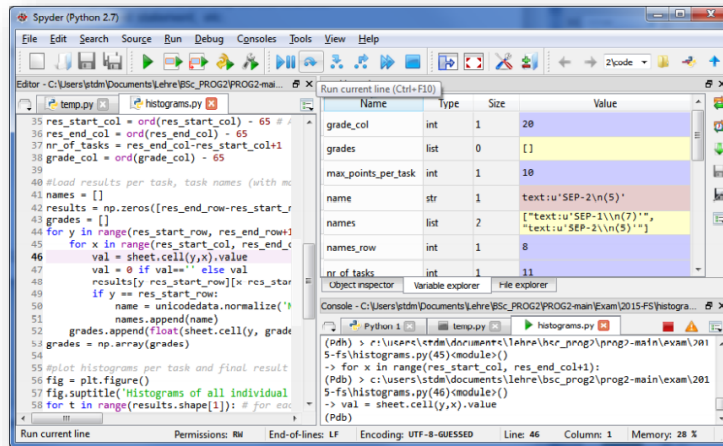 Spyder (Python 2.7)
File Edit Search Source Run Debug Consoles Tools View Help
2\code
Editor - C:\Users\stdm\Documents\Lehre\BSc_PROG2\PROG2-mai...
temp.py histograms.py
35 res_start_col = ord(res_start_col) - 65 #
36 res_end_col = ord(res_end_col) - 65
37 nr_of_tasks = res_end_col-res_start_col+1
38 grade_col = ord(grade_col) - 65
39
40 #Load results per task, task names (with
41 names = []
42 results = np.zeros([res_end_row-res_start_r
43 grades = []
44 for y in range(res_start_row, res_end_row+1
45 for x in range(res_start_col, res_end_c
46 val = sheet.cell(y,x).value
47 val = 0 if val=='' else val
48 results[y-res_start_row][x-res_star
49 if y == res_start_row:
50 name = unicodedata.normalize('N
51 names.append(name)
52 grades.append(float(sheet.cell(y, grade
53 grades = np.array(grades)
54
55 #plot histograms per task and final result
56 fig = plt.figure()
57 fig.suptitle('Histograms of all individual
58 for t in range(results.shape[1]): # for eac
Run current line (Ctrl+F10)
Name Type Size Value
grade_col int 1 20
grades list 0 []
max_points_per_task int 1 10
name str 1 text:u'SEP-2\n(5)'
names list 2 ["text:u'SEP-1\\n(7)'",
"text:u'SEP-2\\n(5)'"]
names_row int 1 8
nr_of_tasks int 1 11
Object inspector Variable explorer File explorer
Console - C:\Users\stdm\Documents\Lehre\BSc_PROG2\PROG2-main\Exam\2015-FS\histogra...
Python 1 temp.py histograms.py
(Pdb) > c:\users\stdm\documents\lehre\bsc_prog2\prog2-main\exam\201
5-fs\histograms.py(45)<module>()
-> for x in range(res_start_col, res_end_col+1):
(Pdb) > c:\users\stdm\documents\lehre\bsc_prog2\prog2-main\exam\201
5-fs\histograms.py(46)<module>()
-> val = sheet.cell(y,x).value
(Pdb)
Run current line Permissions: RW End-of-lines: LF Encoding: UTF-8-GUESSED Line: 46 Column: 1 Memory: 28 %